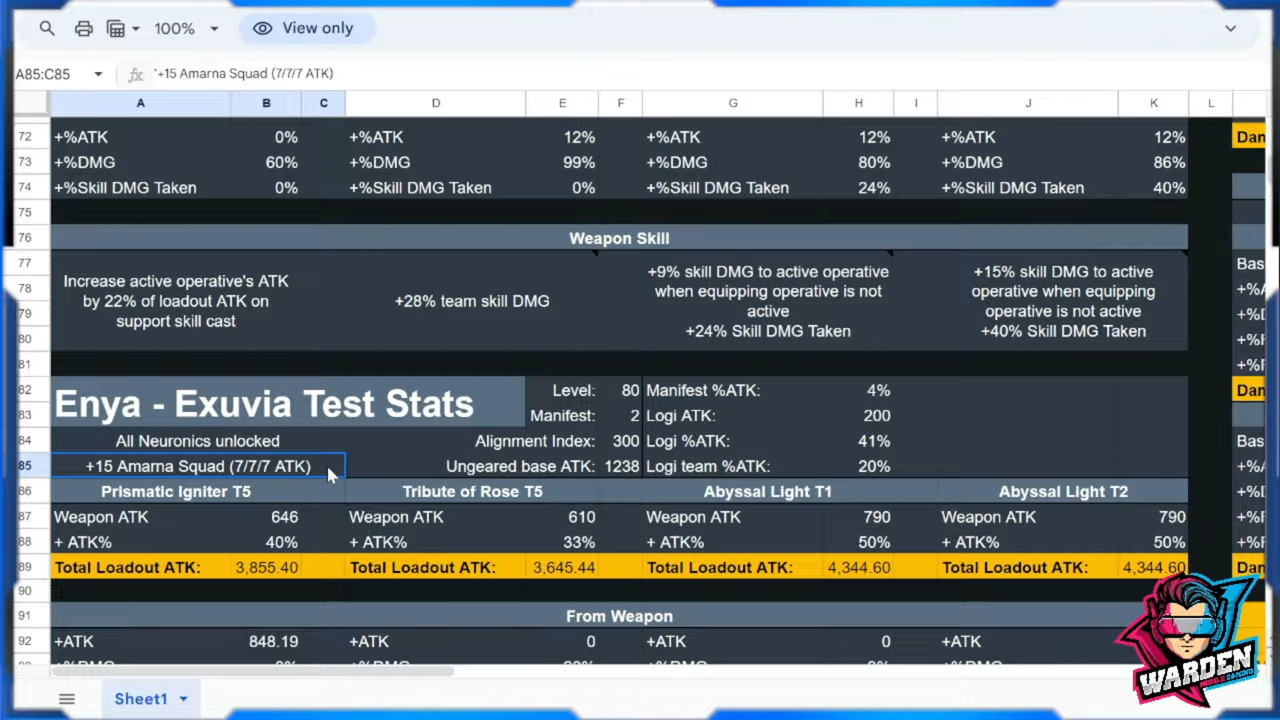 100% View only
A85:C85 fx '+15 Amarna Squad (7/7/7 ATK)
A B C D E F G H I J K L
72 +%ATK 0% +%ATK 12% +%ATK 12% +%ATK 12% Dan
73 +%DMG 60% +%DMG 99% +%DMG 80% +%DMG 86%
74 +%Skill DMG Taken 0% +%Skill DMG Taken 0% +%Skill DMG Taken 24% +%Skill DMG Taken 40%
75
76 Weapon Skill
77 Bas
78
79
80
81
Increase active operative's ATK
by 22% of loadout ATK on
support skill cast
+28% team skill DMG
+9% skill DMG to active operative
when equipping operative is not
active
+24% Skill DMG Taken
+15% skill DMG to active
operative when equipping
operative is not active
+40% Skill DMG Taken
82 Enya - Exuvia Test Stats Level: 80 Manifest %ATK: 4% Dan
83 Manifest: 2 Logi ATK: 200
84 All Neuronics unlocked Alignment Index: 300 Logi %ATK: 41% Bas
85 +15 Amarna Squad (7/7/7 ATK) Ungeared base ATK: 1238 Logi team %ATK: 20%
86 Prismatic Igniter T5 Tribute of Rose T5 Abyssal Light T1 Abyssal Light T2
87 Weapon ATK 646 Weapon ATK 610 Weapon ATK 790 Weapon ATK 790
88 + ATK% 40% + ATK% 33% + ATK% 50% + ATK% 50%
89 Total Loadout ATK: 3,855.40 Total Loadout ATK: 3,645.44 Total Loadout ATK: 4,344.60 Total Loadout ATK: 4,344.60 Dan
90
91 From Weapon
92 +ATK 848.19 +ATK 0 +ATK 0 +ATK
Sheet1
WARDEN
MOBILE GAMING